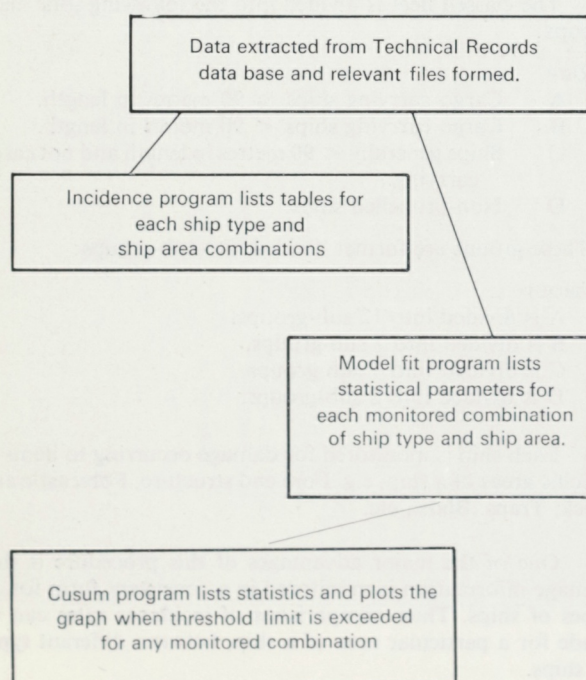 Data extracted from Technical Records
data base and relevant files formed.
Incidence program lists tables for
each ship type and
ship area combinations
Model fit program lists
statistical parameters for
each monitored combination
of ship type and ship area.
Cusum program lists statistics and plots the
graph when threshold limit is exceeded
for any monitored combination